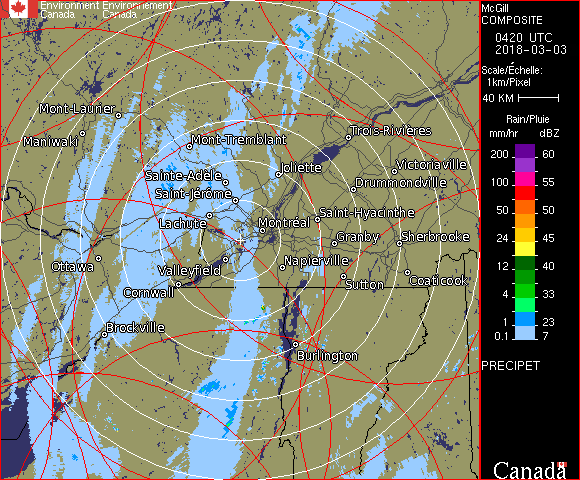 Environment Environnement
Canada Canada
McGill
COMPOSITE
0420 UTC
2018-03-03
Scale/Échelle:
1km/Pixel
40 KM
Rain/Pluie
mm/hr dBZ
200 60
150 57
100 55
50 50
24 45
12 40
4 33
1 23
0.1 7
PRECIPET
Mont-Laurier
Maniwaki
Mont-Tremblant
Trois-Rivières
Sainte-Adèle
Joliette
Victoriaville
Saint-Jérôme
Drummondville
Lachute
Montréal
Saint-Hyacinthe
Granby
Sherbrooke
Ottawa
Valleyfield
Napierville
Cornwall
Sutton
Coaticook
Brockville
Burlington
Canada